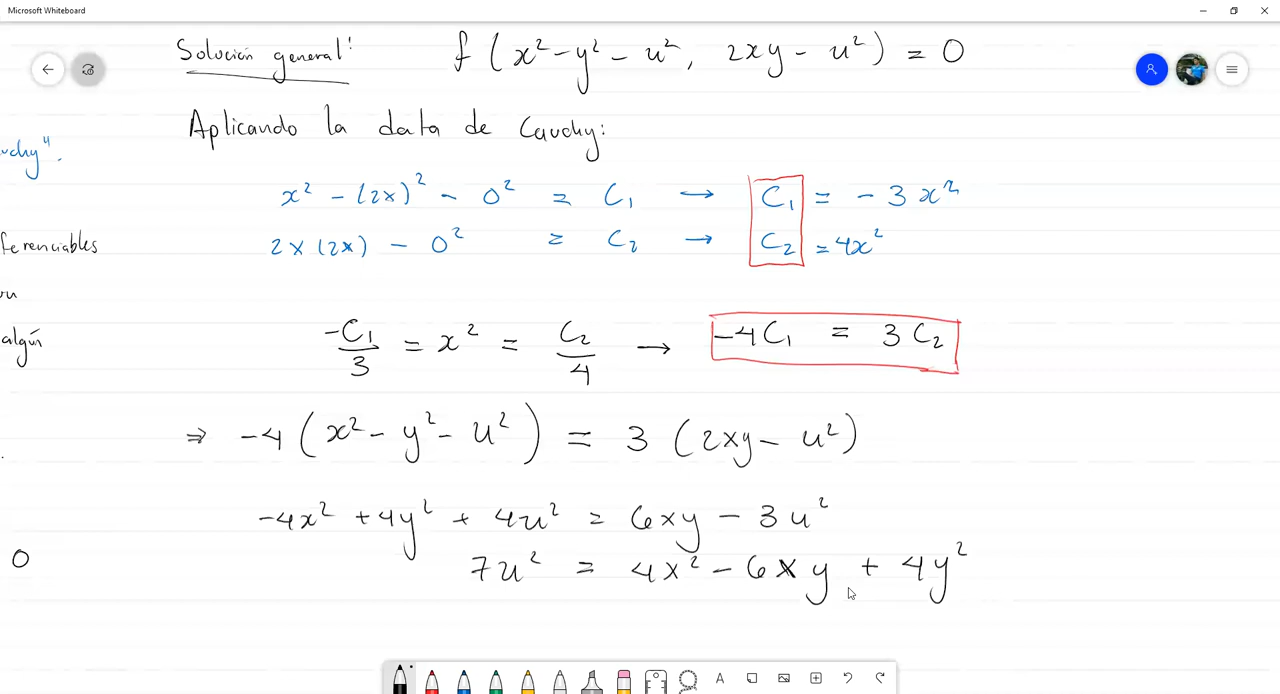 Microsoft Whiteboard
Solución general: f(x² - y² - u², 2xy - u²) = 0
Aplicando la data de Cauchy:
uchy".
x² - (2x)² - 0² = C₁ → C₁ = -3x²
ferenciables 2x(2x) - 0² = C₂ → C₂ = 4x²
algún -C₁/3 = x² = C₂/4 → -4C₁ = 3C₂
⇒ -4(x² - y² - u²) = 3(2xy - u²)
-4x² + 4y² + 4u² = 6xy - 3u²
0 7u² = 4x² - 6xy + 4y²
A